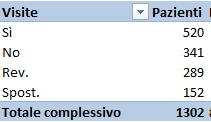 Visite Pazienti
Sì 520
No 341
Rev. 289
Spost. 152
Totale complessivo 1302